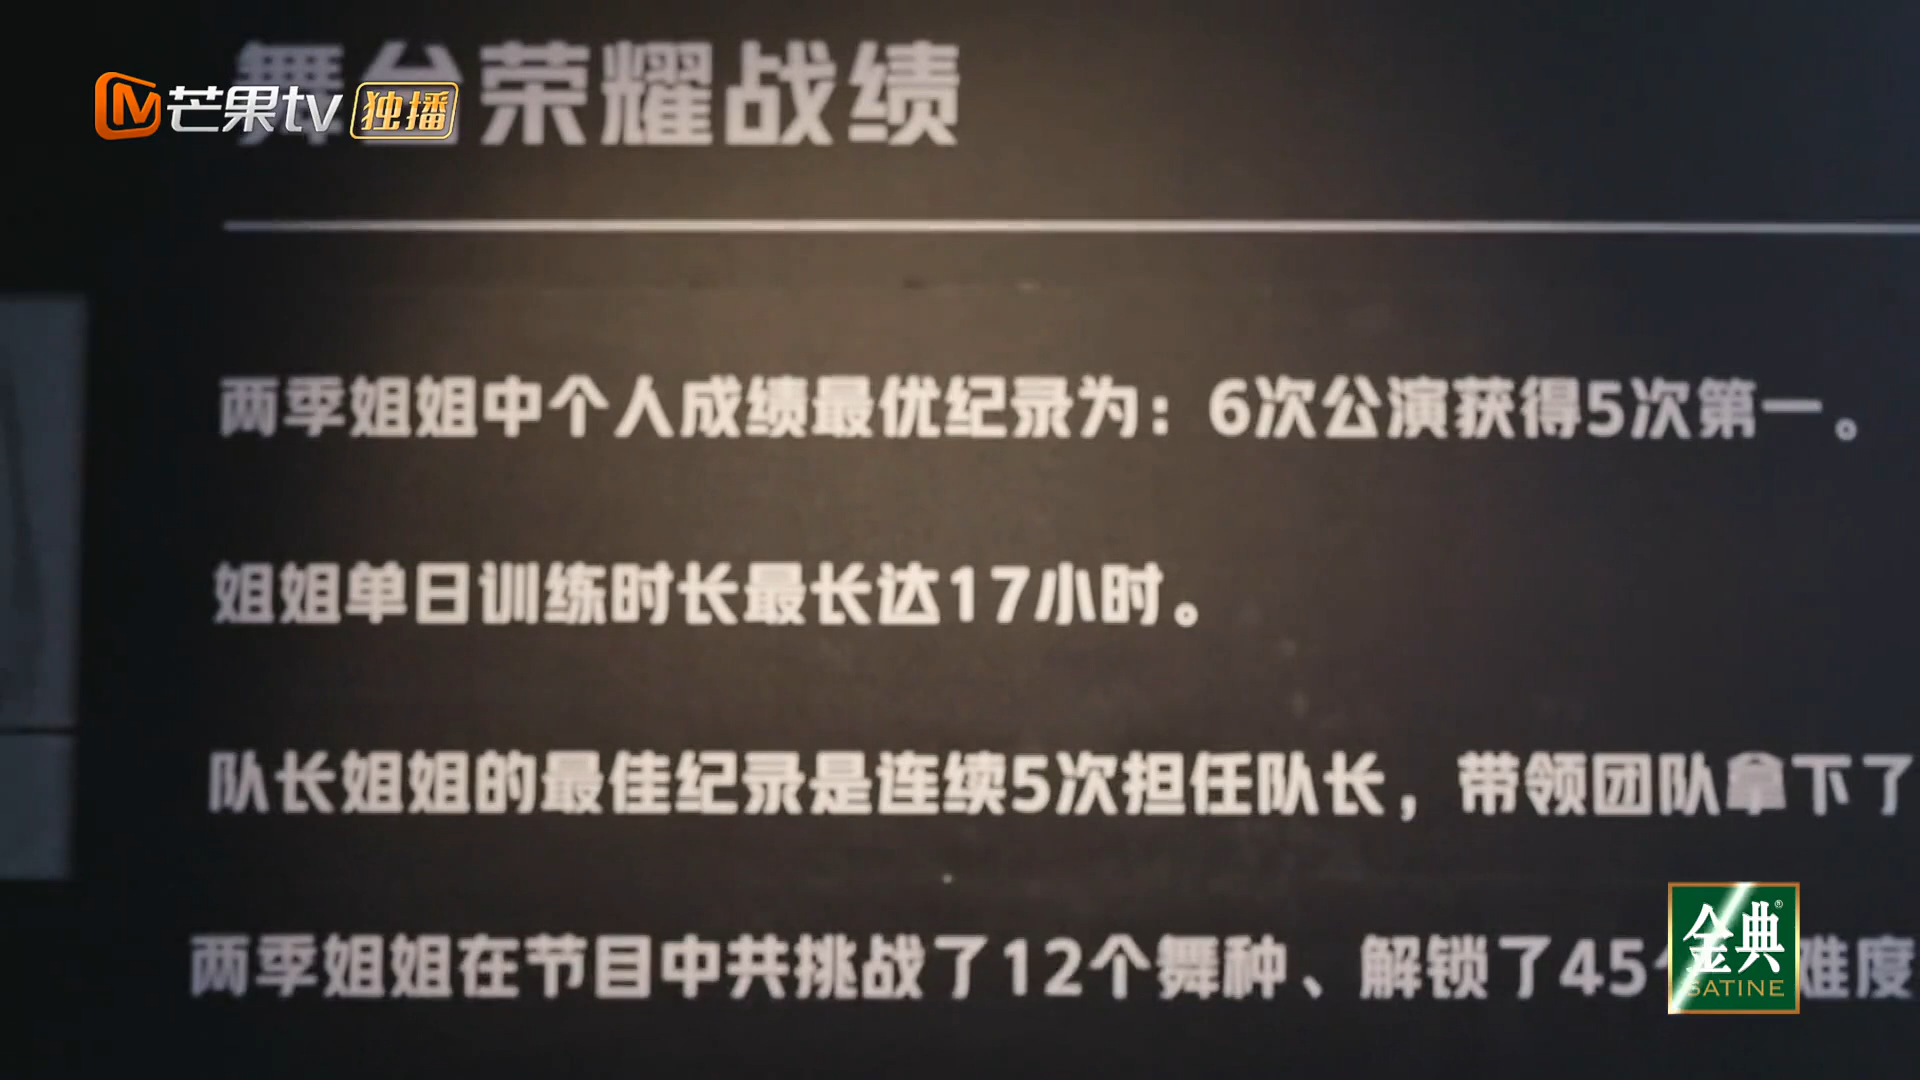 舞台荣耀战绩
芒果tv 独播
两季姐姐中个人成绩最优纪录为：6次公演获得5次第一。
姐姐单日训练时长最长达17小时。
队长姐姐的最佳纪录是连续5次担任队长，带领团队拿下了
两季姐姐在节目中共挑战了12个舞种、解锁了45个 难度
金典®
SATINE